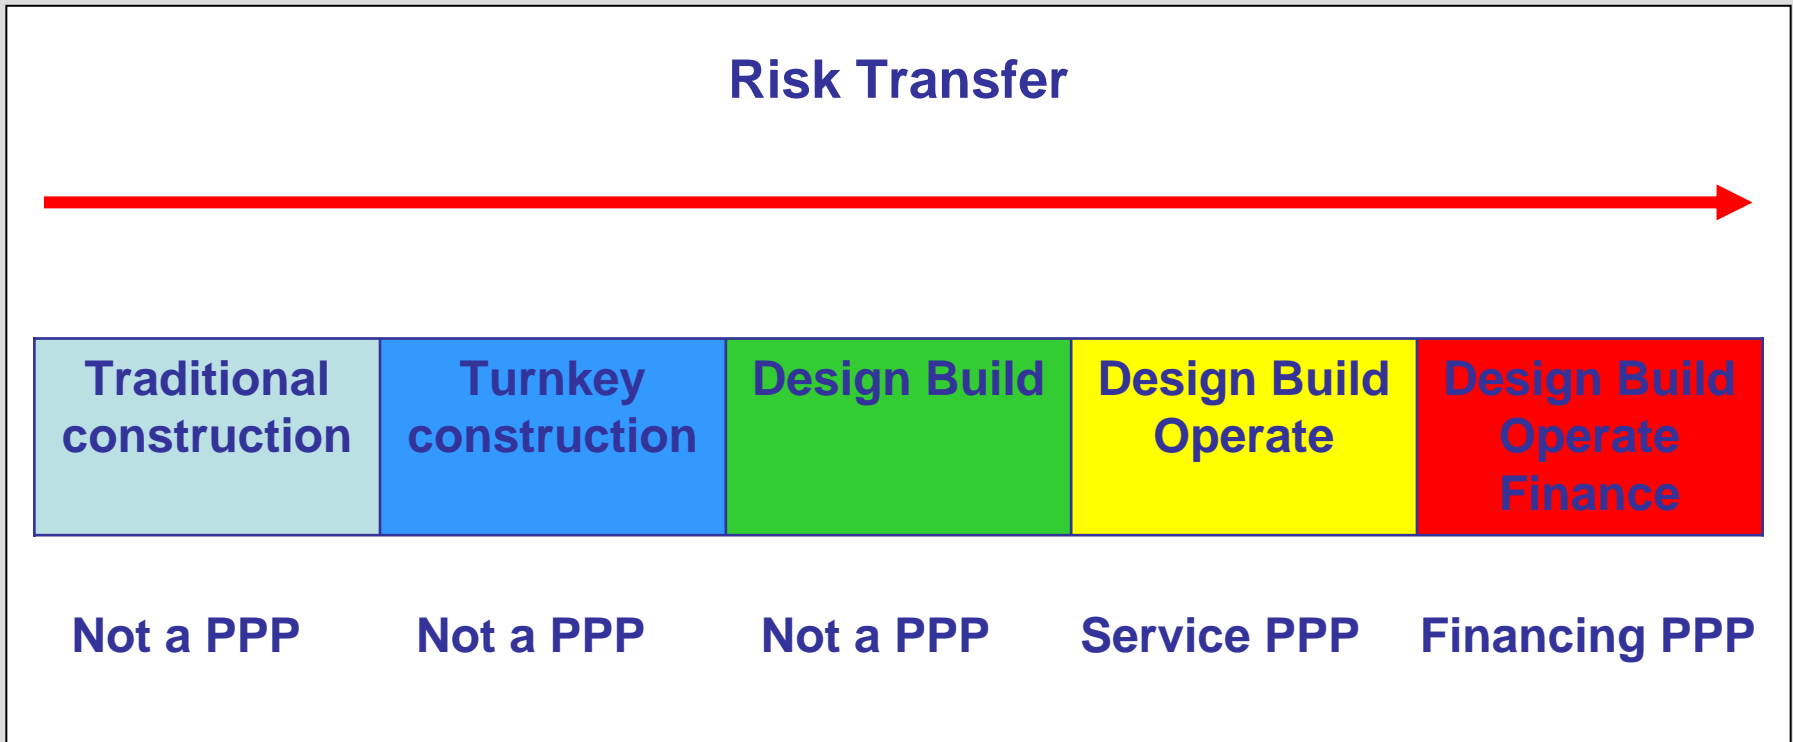 Risk Transfer
Traditional
construction
Turnkey
construction
Design Build
Design Build
Operate
Design Build
Operate
Finance
Not a PPP
Not a PPP
Not a PPP
Service PPP
Financing PPP